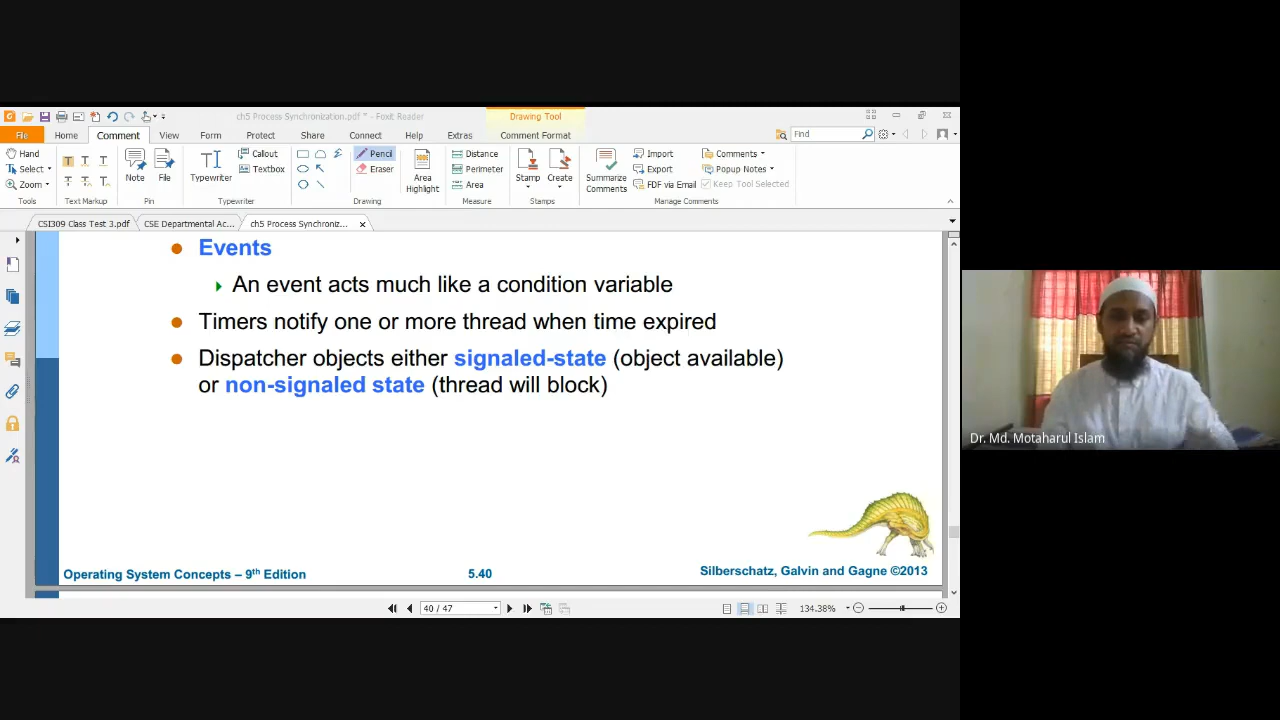 ch5 Process Synchronization.pdf * - Foxit Reader
Drawing Tool
File Home Comment View Form Protect Share Connect Help Extras Comment Format
Find
Hand
Select
Zoom
Tools
T T T
T T T
Text Markup
Note
File
Pin
Typewriter
Callout
Textbox
Typewriter
Pencil
Eraser
Drawing
Area
Highlight
Distance
Perimeter
Area
Measure
Stamp
Create
Stamps
Summarize
Comments
Import
Export
FDF via Email
Comments
Popup Notes
Keep Tool Selected
Manage Comments
CSI309 Class Test 3.pdf
CSE Departmental Ac...
ch5 Process Synchroniz...
Events
An event acts much like a condition variable
Timers notify one or more thread when time expired
Dispatcher objects either signaled-state (object available)
or non-signaled state (thread will block)
Operating System Concepts – 9th Edition
5.40
Silberschatz, Galvin and Gagne ©2013
40 / 47
134.38%
Dr. Md. Motaharul Islam